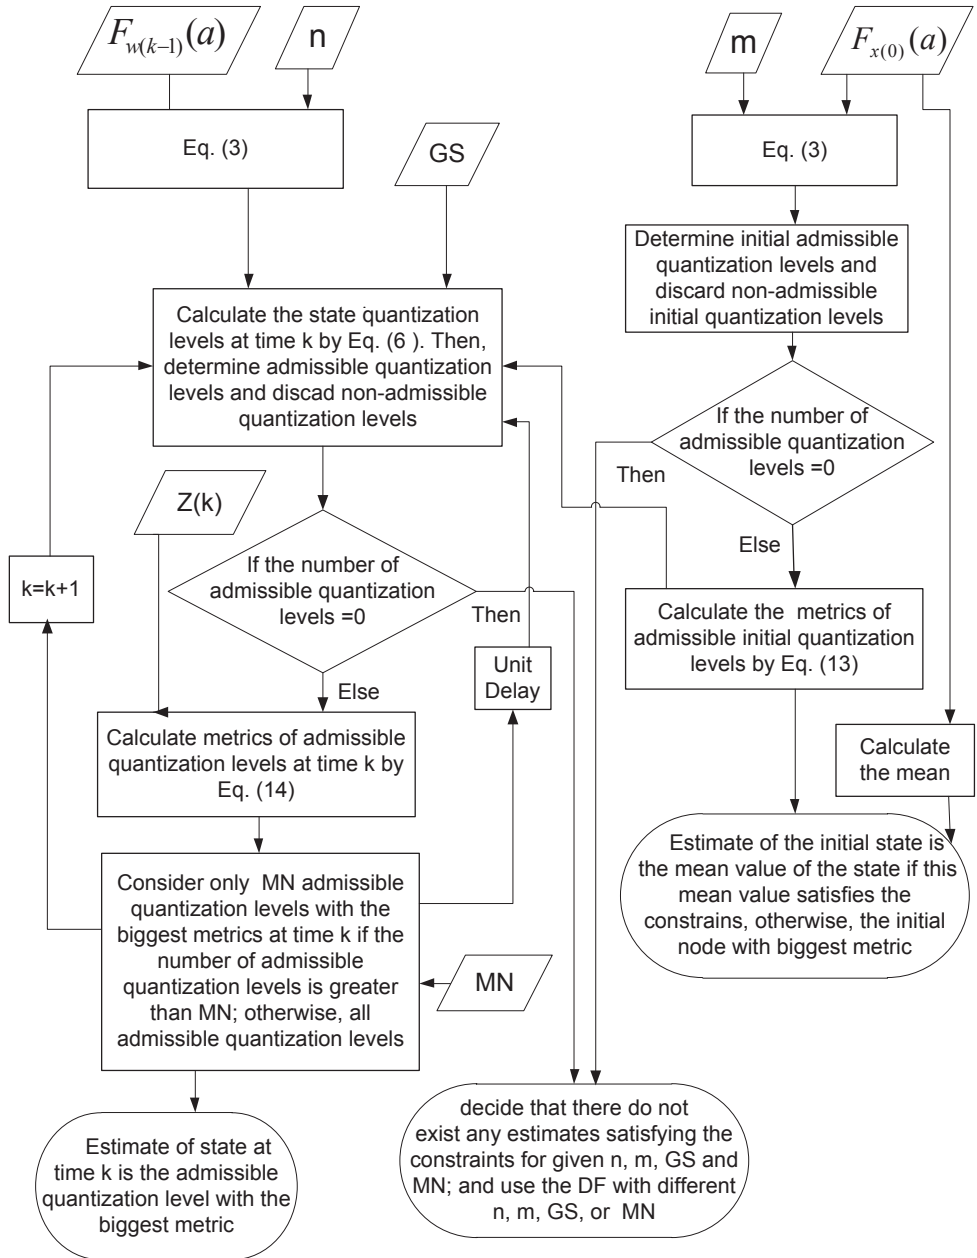 F_{w(k-1)}(a)
n
Eq. (3)
GS
Calculate the state quantization
levels at time k by Eq. (6 ). Then,
determine admissible quantization
levels and discad non-admissible
quantization levels
Z(k)
If the number of
admissible quantization
levels =0
Then
Else
k=k+1
Unit
Delay
Calculate metrics of admissible
quantization levels at time k by
Eq. (14)
Consider only MN admissible
quantization levels with the
biggest metrics at time k if the
number of admissible
quantization levels is greater
than MN; otherwise, all
admissible quantization levels
MN
Estimate of state at
time k is the admissible
quantization level with the
biggest metric
m
F_{x(0)}(a)
Eq. (3)
Determine initial admissible
quantization levels and
discard non-admissible
initial quantization levels
If the number of
admissible quantization
levels =0
Then
Else
Calculate the metrics of
admissible initial quantization
levels by Eq. (13)
Calculate
the mean
Estimate of the initial state is
the mean value of the state if this
mean value satisfies the
constrains, otherwise, the initial
node with biggest metric
decide that there do not
exist any estimates satisfying the
constraints for given n, m, GS and
MN; and use the DF with different
n, m, GS, or MN